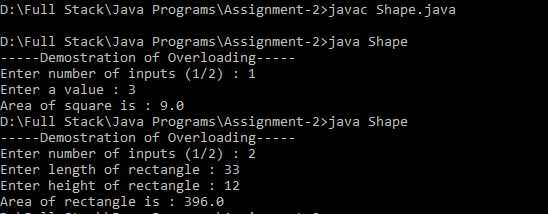 D:\Full Stack\Java Programs\Assignment-2>javac Shape.java
D:\Full Stack\Java Programs\Assignment-2>java Shape
-----Demostration of Overloading-----
Enter number of inputs (1/2) : 1
Enter a value : 3
Area of square is : 9.0
D:\Full Stack\Java Programs\Assignment-2>java Shape
-----Demostration of Overloading-----
Enter number of inputs (1/2) : 2
Enter length of rectangle : 33
Enter height of rectangle : 12
Area of rectangle is : 396.0